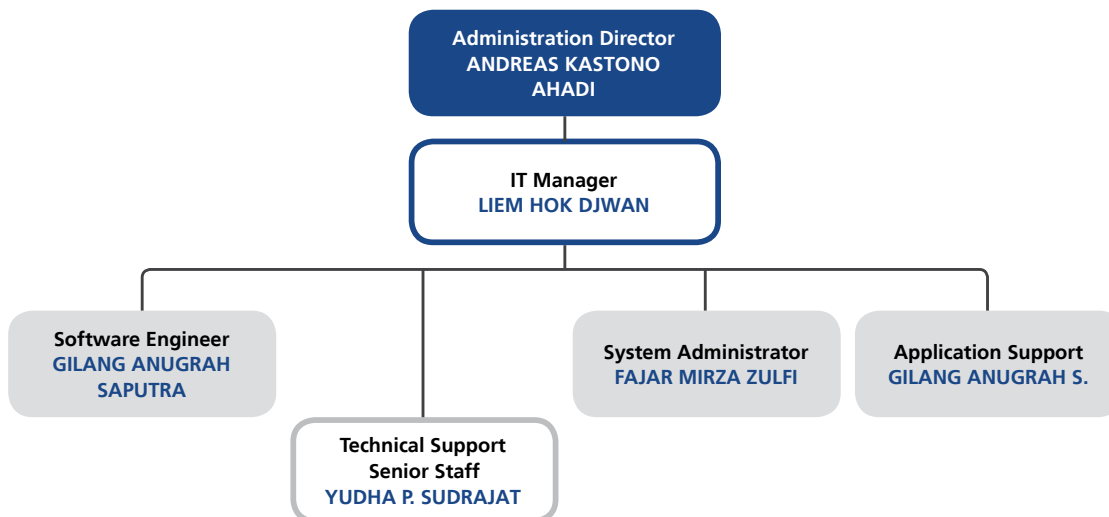 Administration Director
ANDREAS KASTONO
AHADI
IT Manager
LIEM HOK DJWAN
Software Engineer
GILANG ANUGRAH
SAPUTRA
System Administrator
FAJAR MIRZA ZULFI
Application Support
GILANG ANUGRAH S.
Technical Support
Senior Staff
YUDHA P. SUDRAJAT